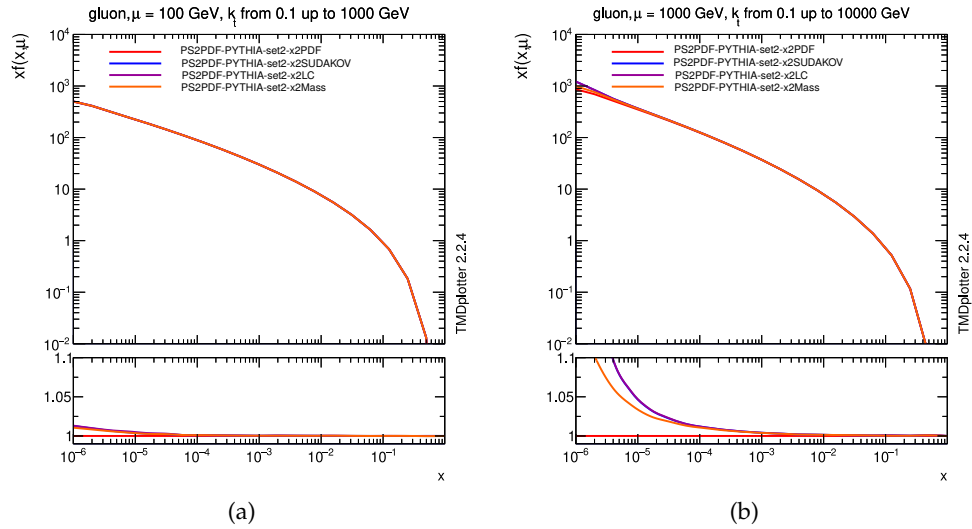 gluon, μ = 100 GeV, k_t from 0.1 up to 1000 GeV
xf(x,μ)
10^4
10^3
10^2
10
1
10^−1
10^−2
PS2PDF-PYTHIA-set2-x2PDF
PS2PDF-PYTHIA-set2-x2SUDAKOV
PS2PDF-PYTHIA-set2-x2LC
PS2PDF-PYTHIA-set2-x2Mass
TMDplotter 2.2.4
1.1
1.05
1
10^−6 10^−5 10^−4 10^−3 10^−2 10^−1
x
(a)
gluon, μ = 1000 GeV, k_t from 0.1 up to 10000 GeV
xf(x,μ)
10^4
10^3
10^2
10
1
10^−1
10^−2
PS2PDF-PYTHIA-set2-x2PDF
PS2PDF-PYTHIA-set2-x2SUDAKOV
PS2PDF-PYTHIA-set2-x2LC
PS2PDF-PYTHIA-set2-x2Mass
TMDplotter 2.2.4
1.1
1.05
1
10^−6 10^−5 10^−4 10^−3 10^−2 10^−1
x
(b)